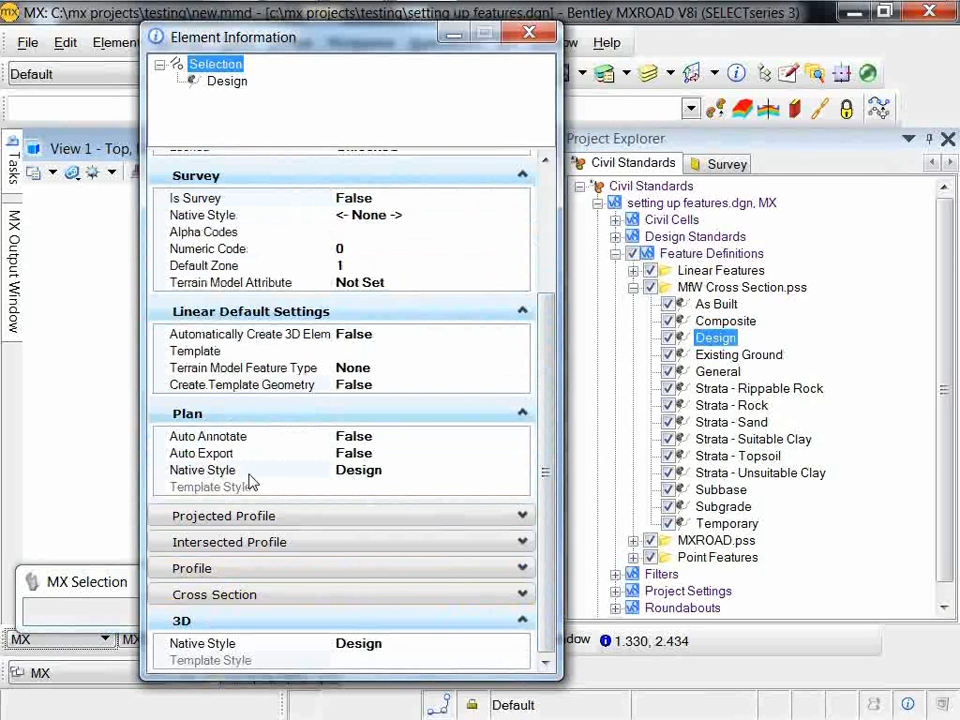 MX: C:\mx projects\testing\new.mmd - [c:\mx projects\testing\setting up features.dgn] - Bentley MXROAD V8i (SELECTseries 3)
File Edit Element Help
Default
Element Information
Selection
Design
Survey
Is Survey False
Native Style <- None ->
Alpha Codes
Numeric Code 0
Default Zone 1
Terrain Model Attribute Not Set
Linear Default Settings
Automatically Create 3D Elem False
Template
Terrain Model Feature Type None
Create Template Geometry False
Plan
Auto Annotate False
Auto Export False
Native Style Design
Template Style
Projected Profile
Intersected Profile
Profile
Cross Section
3D
Native Style Design
Template Style
Tasks
MX Output Window
View 1 - Top,
MX Selection
MX
MX
Project Explorer
Civil Standards Survey
Civil Standards
setting up features.dgn, MX
Civil Cells
Design Standards
Feature Definitions
Linear Features
MfW Cross Section.pss
As Built
Composite
Design
Existing Ground
General
Strata - Rippable Rock
Strata - Rock
Strata - Sand
Strata - Suitable Clay
Strata - Topsoil
Strata - Unsuitable Clay
Subbase
Subgrade
Temporary
MXROAD.pss
Point Features
Filters
Project Settings
Roundabouts
1.330, 2.434
Default